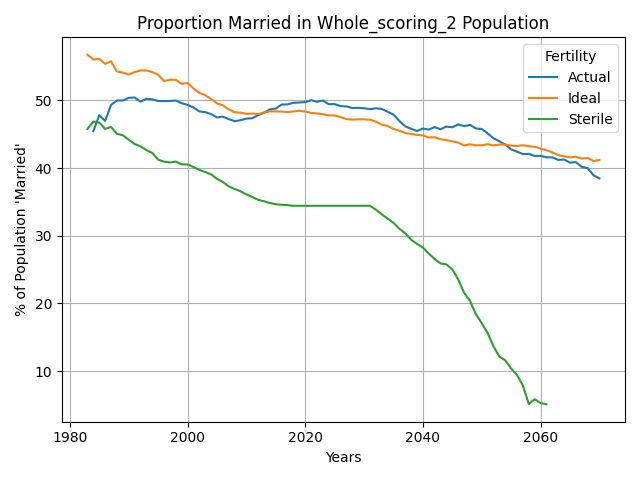 Proportion Married in Whole_scoring_2 Population
% of Population 'Married'
50
40
30
20
10
Fertility
Actual
Ideal
Sterile
1980
2000
2020
2040
2060
Years